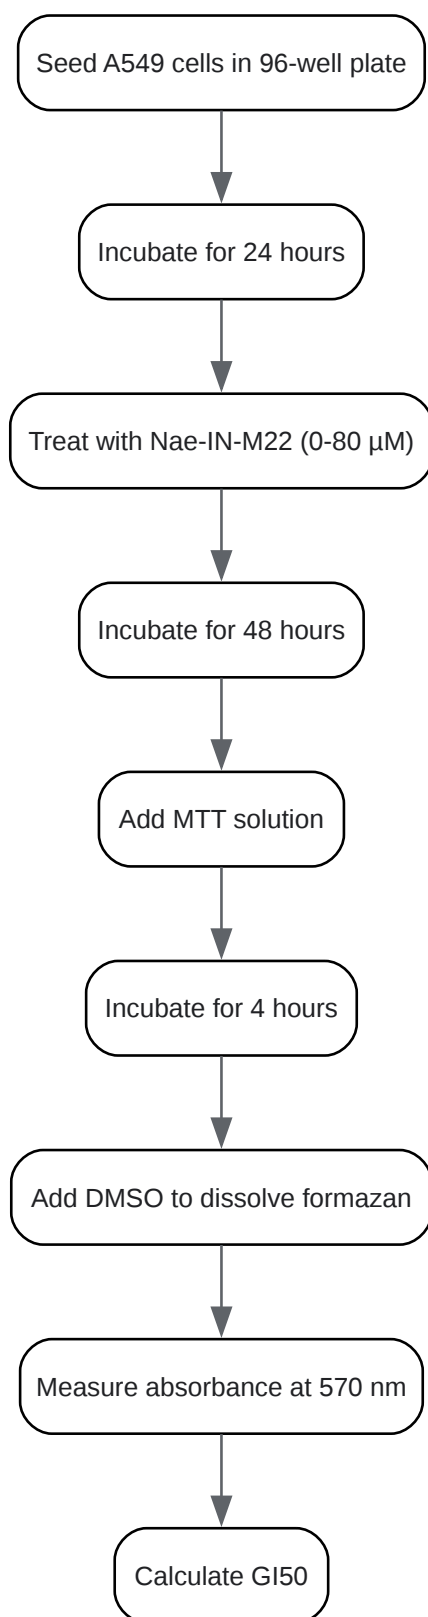 Seed A549 cells in 96-well plate
Incubate for 24 hours
Treat with Nae-IN-M22 (0-80 µM)
Incubate for 48 hours
Add MTT solution
Incubate for 4 hours
Add DMSO to dissolve formazan
Measure absorbance at 570 nm
Calculate GI50